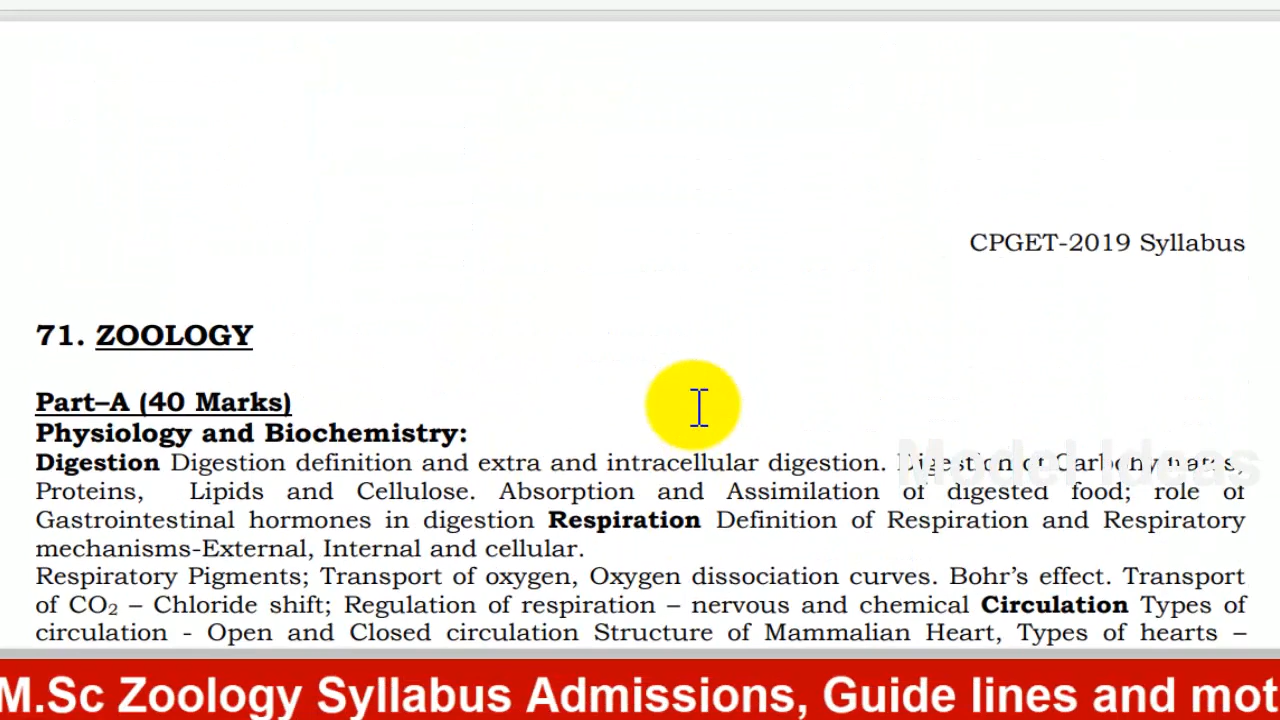 CPGET-2019 Syllabus
71. ZOOLOGY
Part–A (40 Marks)
Physiology and Biochemistry:
Digestion Digestion definition and extra and intracellular digestion. Digestion of Carbohydrates,
Proteins, Lipids and Cellulose. Absorption and Assimilation of digested food; role of
Gastrointestinal hormones in digestion Respiration Definition of Respiration and Respiratory
mechanisms-External, Internal and cellular.
Respiratory Pigments; Transport of oxygen, Oxygen dissociation curves. Bohr’s effect. Transport
of CO₂ – Chloride shift; Regulation of respiration – nervous and chemical Circulation Types of
circulation - Open and Closed circulation Structure of Mammalian Heart, Types of hearts –
Model Ideas
M.Sc Zoology Syllabus Admissions, Guide lines and mot